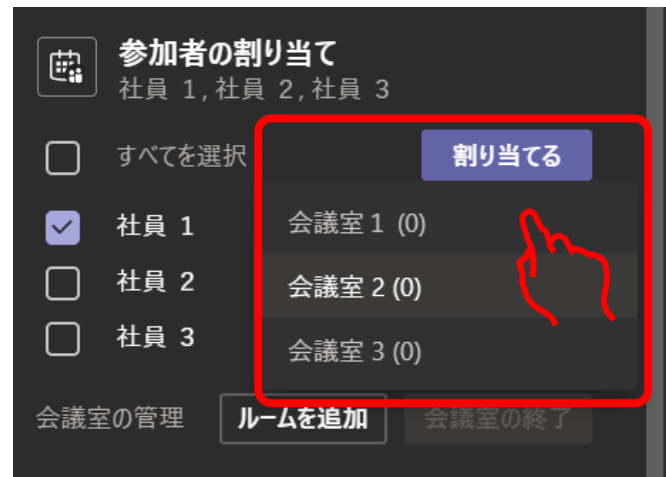 参加者の割り当て
社員 1,社員 2,社員 3
すべてを選択 割り当てる
社員 1
会議室 1 (0)
社員 2
会議室 2 (0)
社員 3
会議室 3 (0)
会議室の管理 ルームを追加 会議室の終了